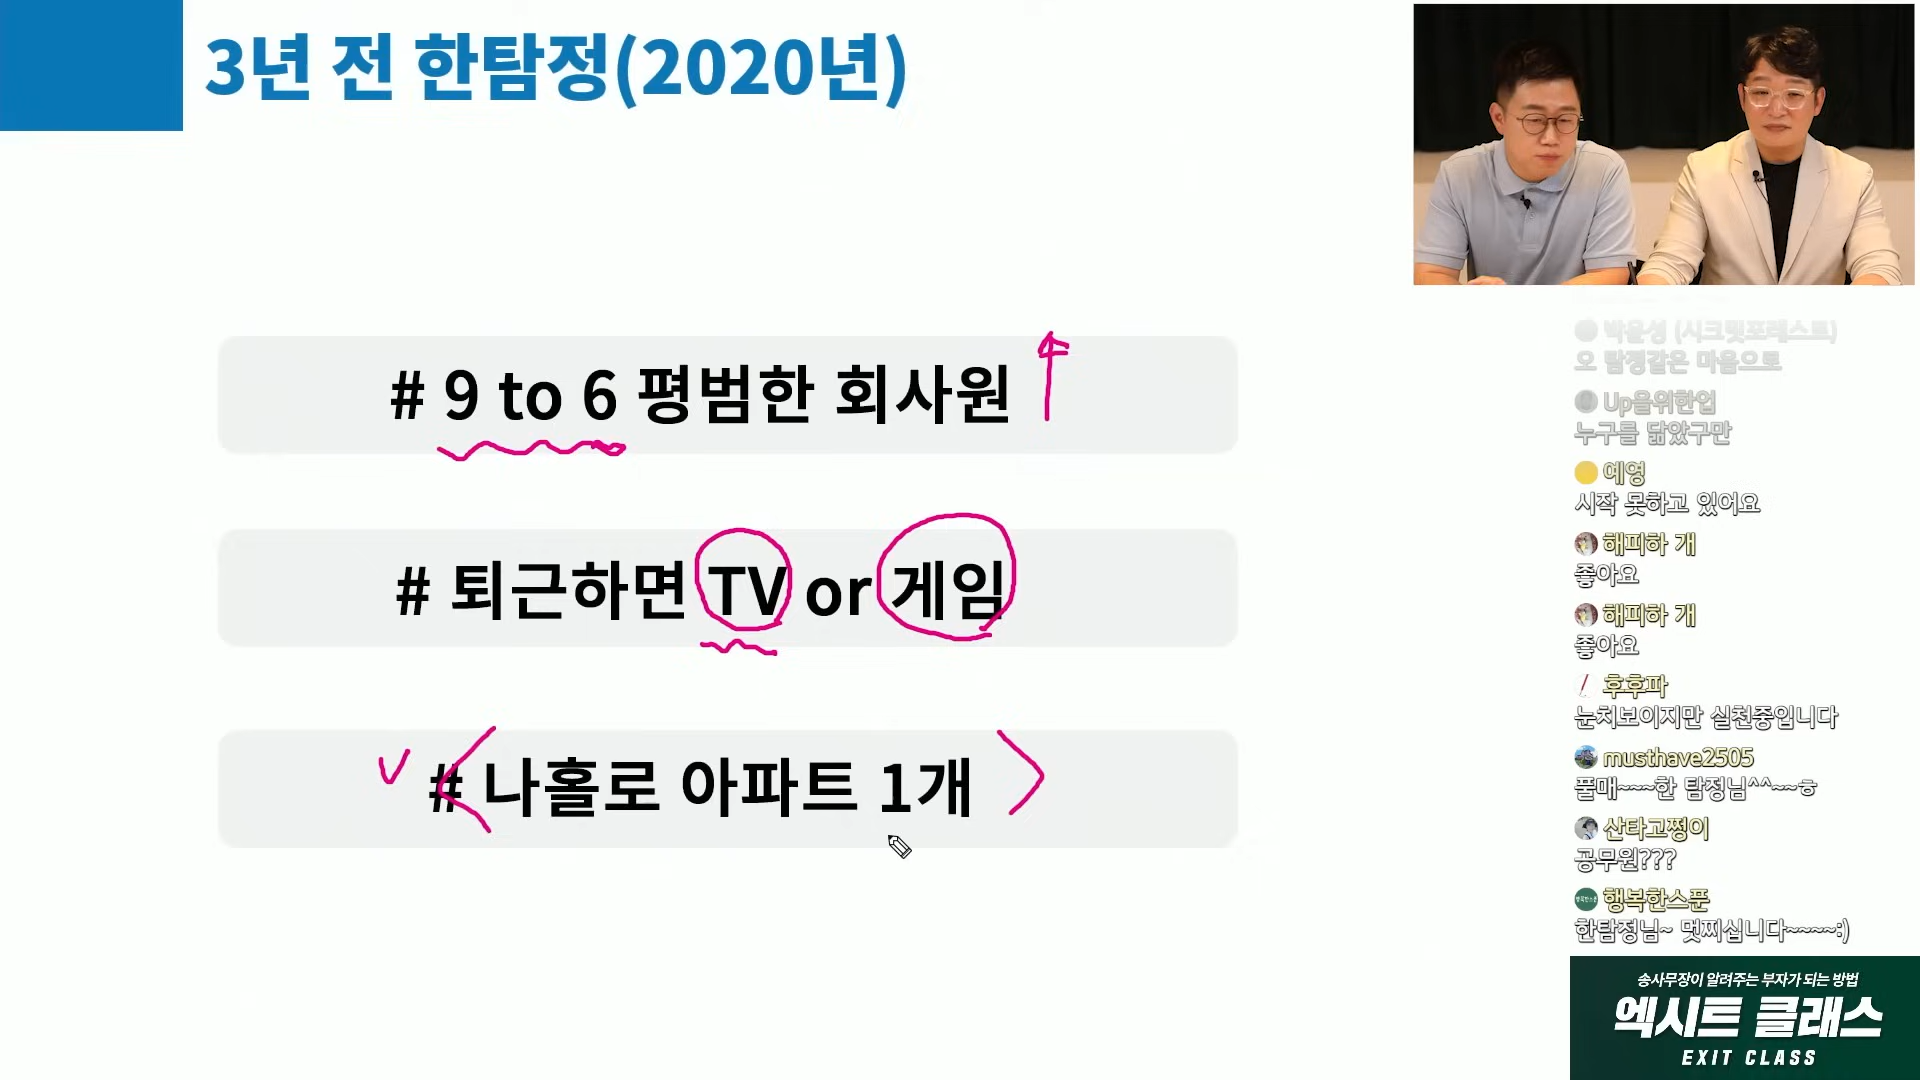 3년 전 한탐정(2020년)
# 9 to 6 평범한 회사원
# 퇴근하면 TV or 게임
# 나홀로 아파트 1개
박윤성 (시크릿포레스트)
오 탐정같은 마음으로
Up을위한업
누구를 닮았구만
예영
시작 못하고 있어요
해피하 개
좋아요
해피하 개
좋아요
후후파
눈치보이지만 실천중입니다
musthave2505
풀매~~~한 탐정님^^~~ㅎ
산타고쩡이
공무원???
행복한스푼
한탐정님~ 멋찌십니다~~~~:)
송사무장이 알려주는 부자가 되는 방법
엑시트 클래스
EXIT CLASS